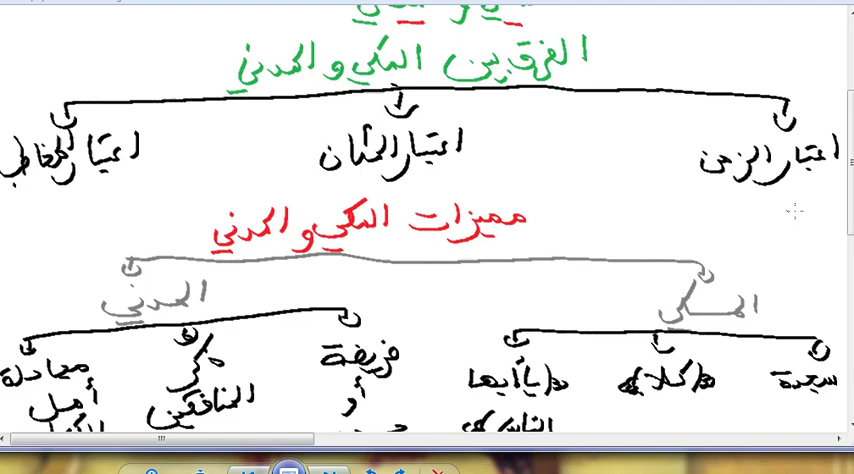 الفرق بين المكي والمدني
اعتبار الزمن
اعتبار المكان
اعتبار المخاطب
مميزات المكي والمدني
المكي
المدني
سجدة
((كلا))
((يا أيها
الناس))
فريضة
أو
ذكر
المنافقين
مجادلة
أهل